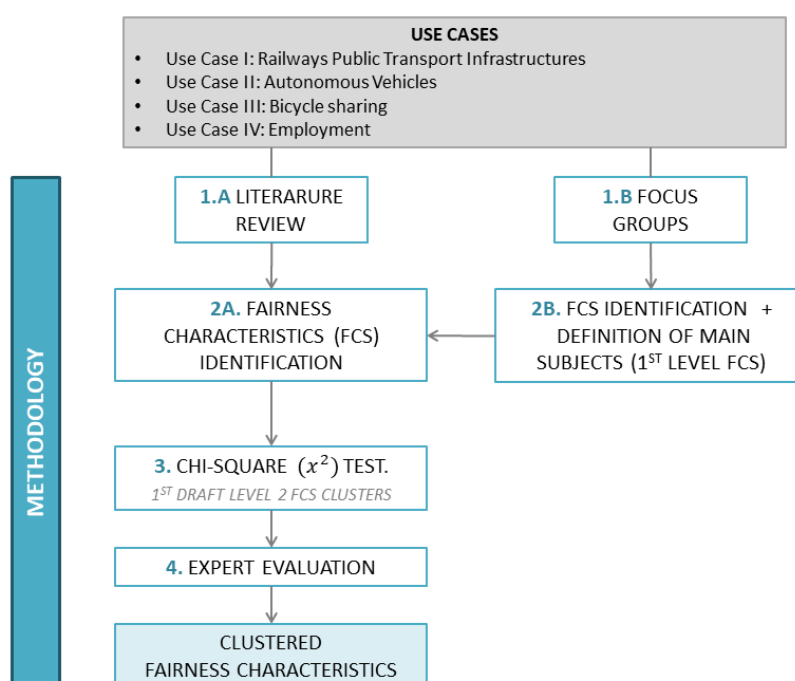 USE CASES
• Use Case I: Railways Public Transport Infrastructures
• Use Case II: Autonomous Vehicles
• Use Case III: Bicycle sharing
• Use Case IV: Employment
METHODOLOGY
1.A LITERARURE
REVIEW
1.B FOCUS
GROUPS
2A. FAIRNESS
CHARACTERISTICS (FCS)
IDENTIFICATION
2B. FCS IDENTIFICATION +
DEFINITION OF MAIN
SUBJECTS (1ST LEVEL FCS)
3. CHI-SQUARE (x²) TEST.
1ST DRAFT LEVEL 2 FCS CLUSTERS
4. EXPERT EVALUATION
CLUSTERED
FAIRNESS CHARACTERISTICS